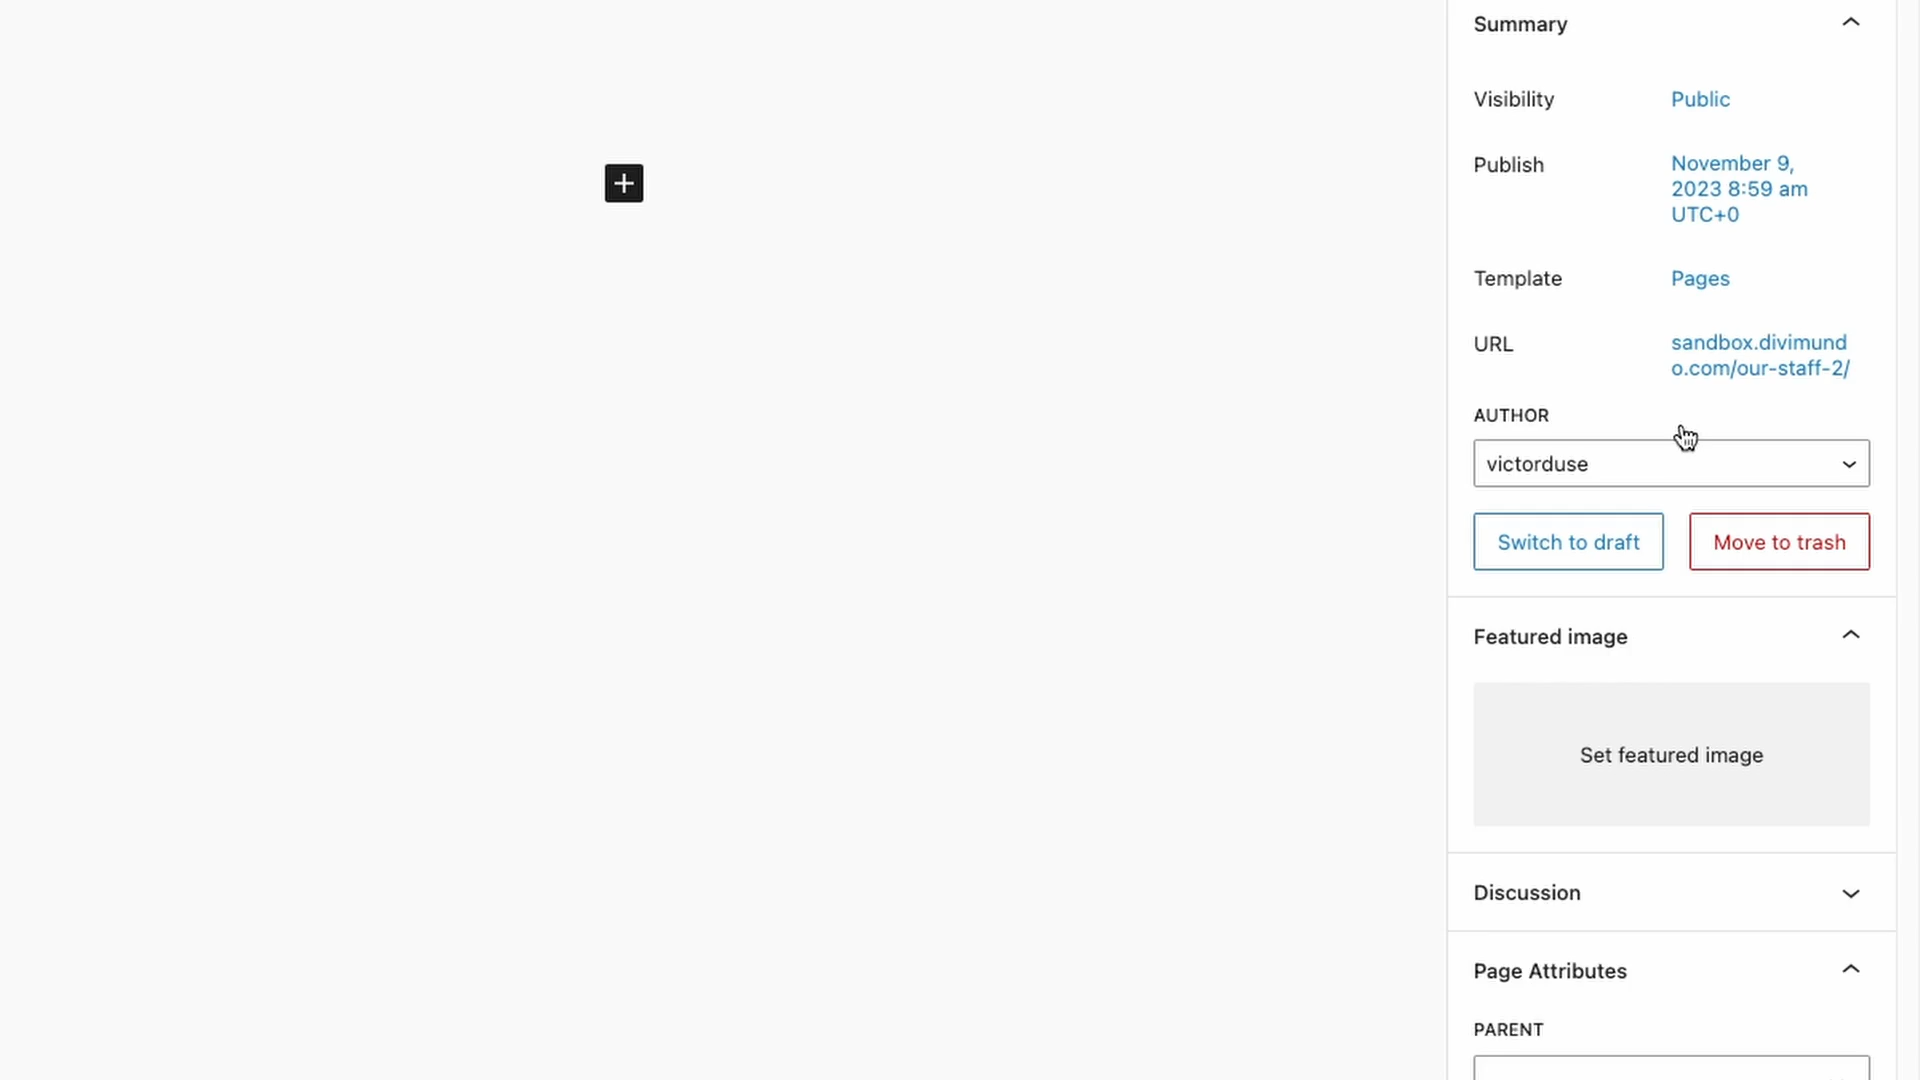 Summary
Visibility
Public
Publish
November 9,
2023 8:59 am
UTC+0
Template
Pages
URL
sandbox.divimund
o.com/our-staff-2/
AUTHOR
victorduse
Switch to draft
Move to trash
Featured image
Set featured image
Discussion
Page Attributes
PARENT